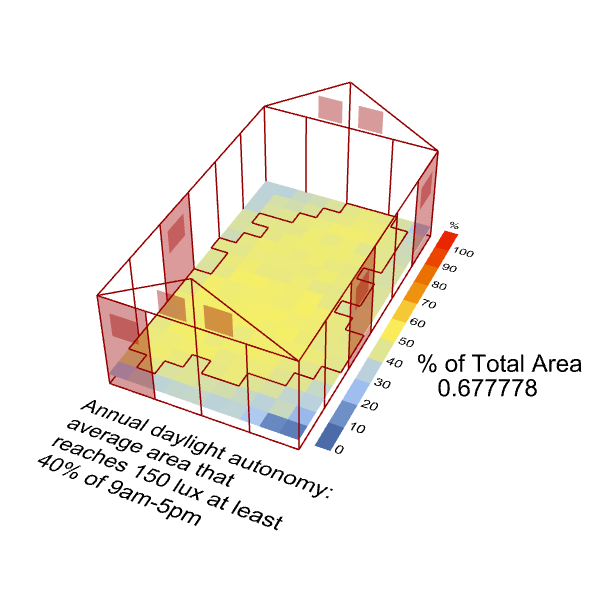 %
100
90
80
70
60
50
40
30
20
10
0
% of Total Area
0.677778
Annual daylight autonomy:
average area that
reaches 150 lux at least
40% of 9am-5pm